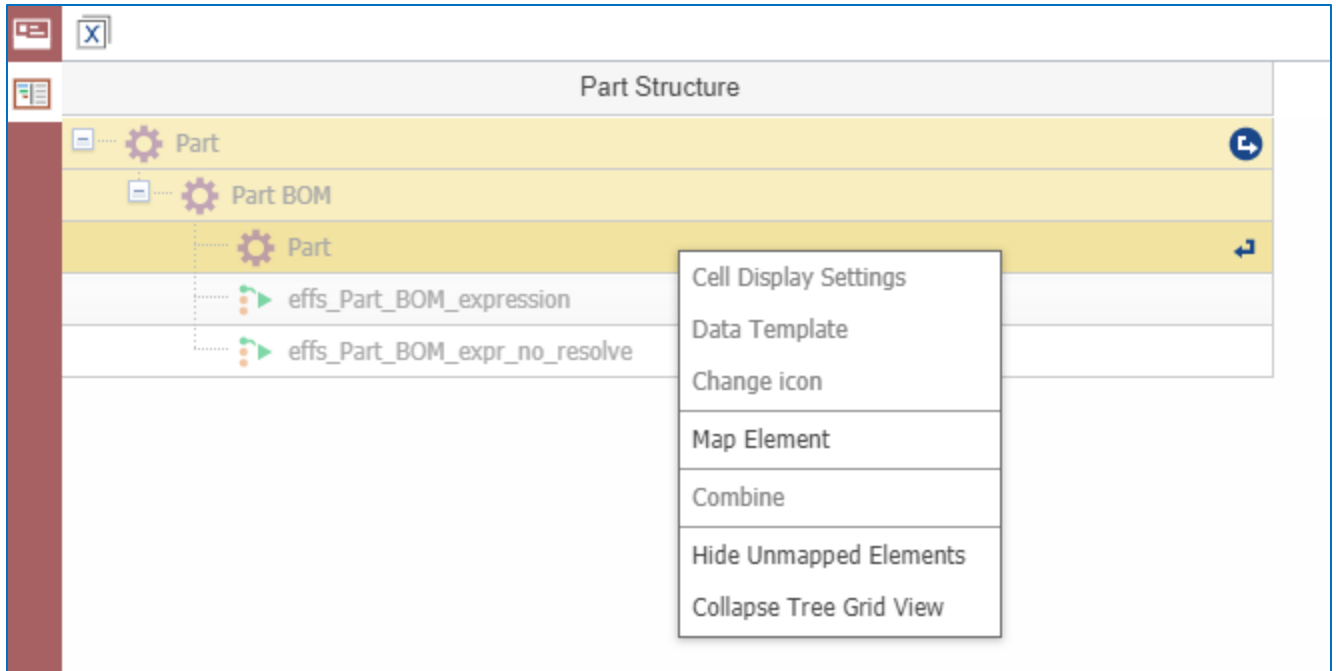 X
Part Structure
Part
Part BOM
Part
effs_Part_BOM_expression
effs_Part_BOM_expr_no_resolve
Cell Display Settings
Data Template
Change icon
Map Element
Combine
Hide Unmapped Elements
Collapse Tree Grid View